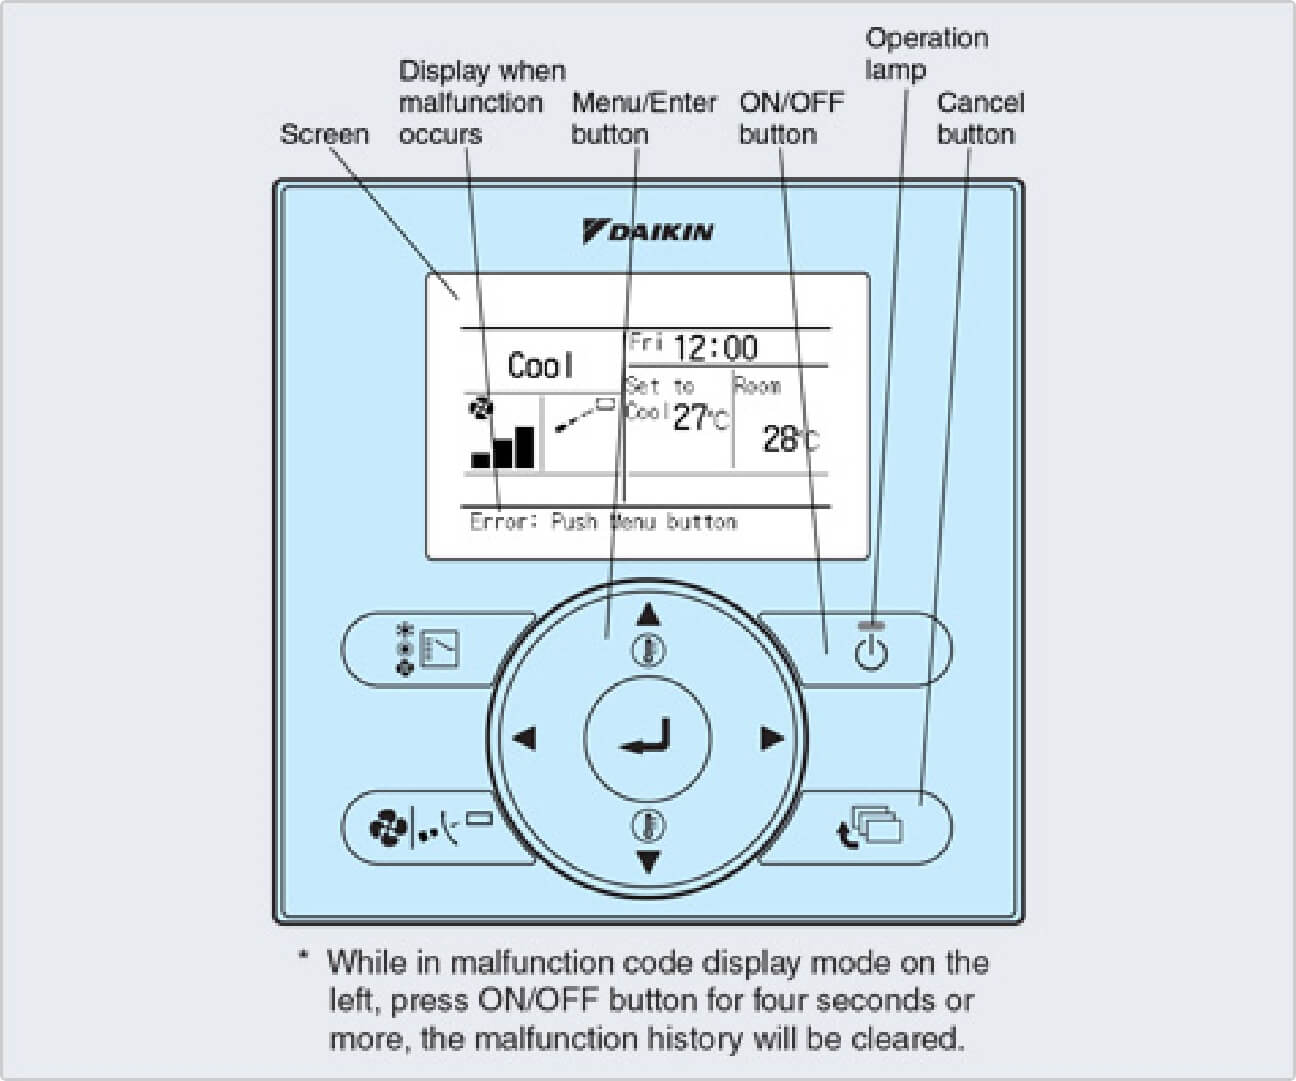 Operation
lamp
Display when
malfunction
occurs
Menu/Enter
button
ON/OFF
button
Cancel
button
Screen
DAIKIN
Cool
Fri 12:00
Set to
Cool 27°C
Room
28°C
Error: Push Menu button
* While in malfunction code display mode on the
left, press ON/OFF button for four seconds or
more, the malfunction history will be cleared.